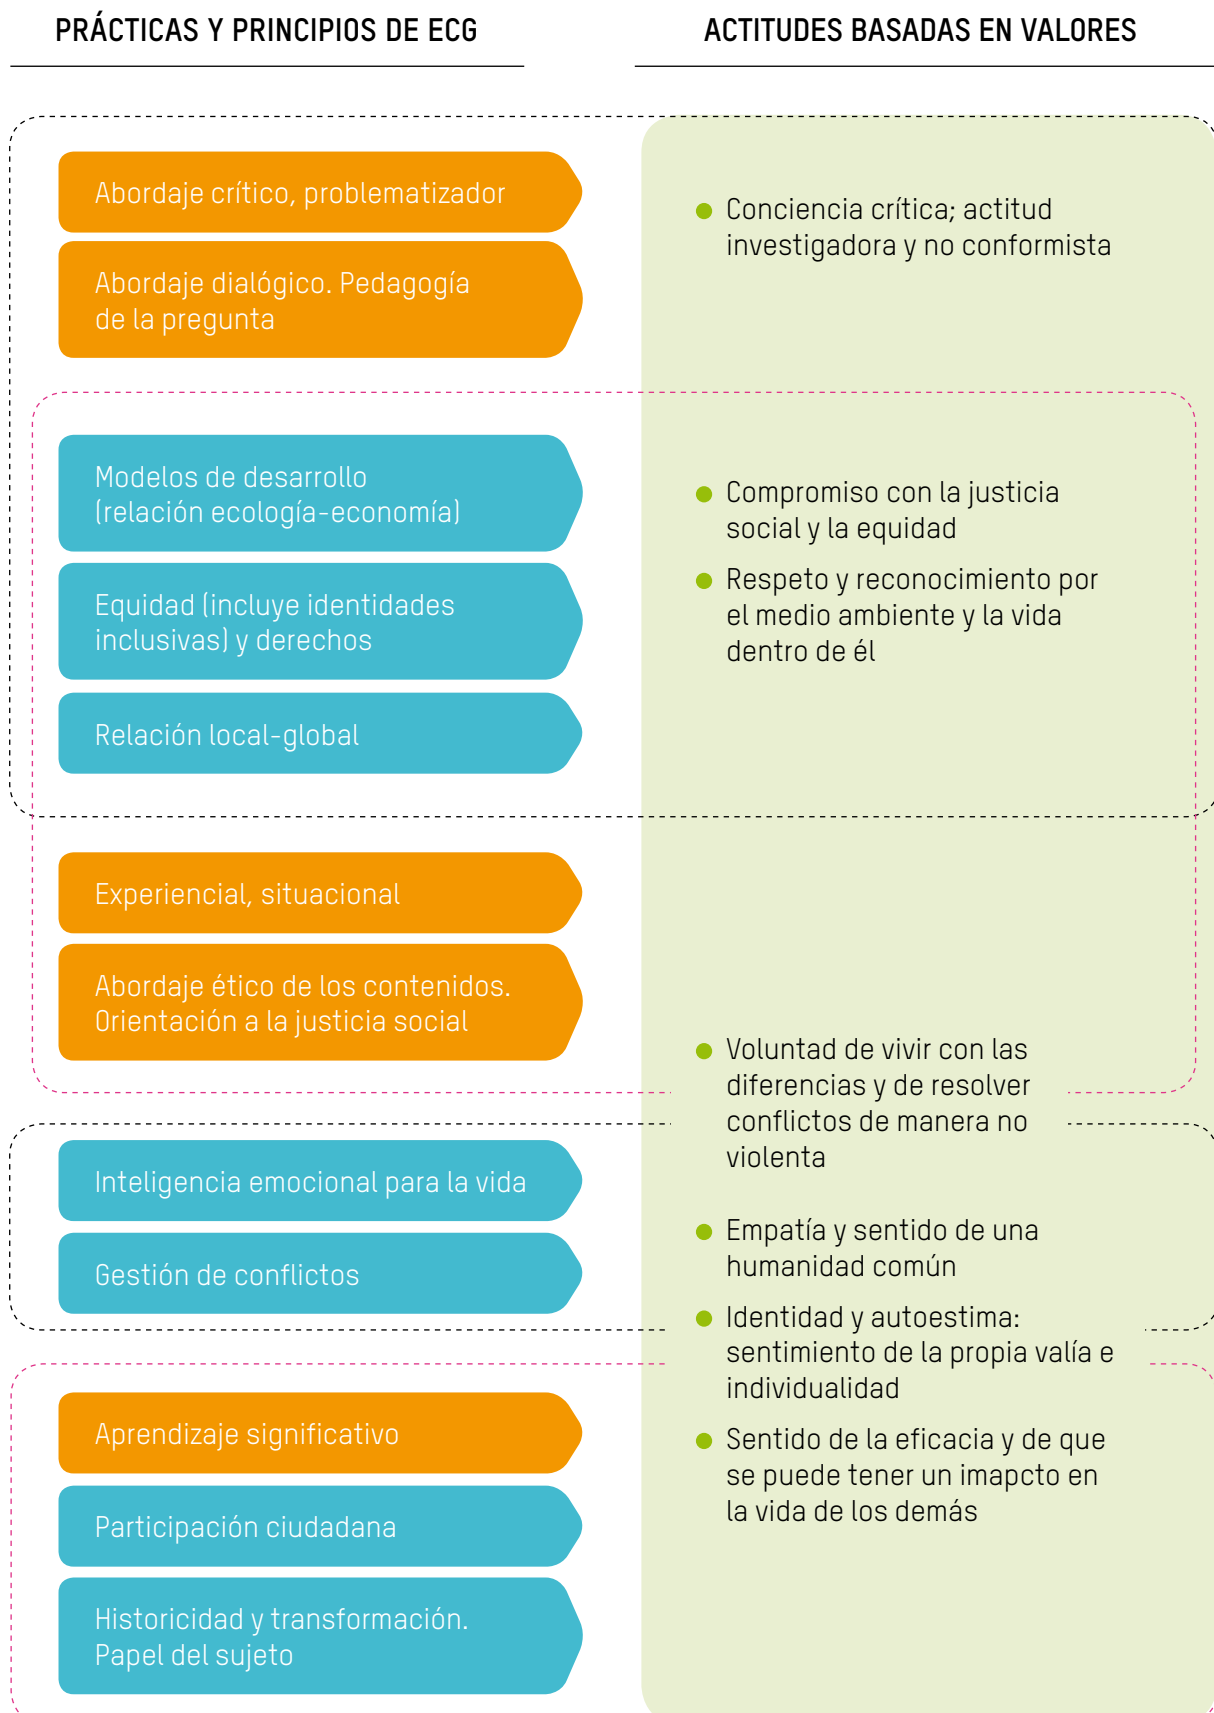 PRÁCTICAS Y PRINCIPIOS DE ECG
ACTITUDES BASADAS EN VALORES
Abordaje crítico, problematizador
Abordaje dialógico. Pedagogía
de la pregunta
Conciencia crítica; actitud
investigadora y no conformista
Modelos de desarrollo
(relación ecología-economía)
Equidad (incluye identidades
inclusivas) y derechos
Relación local-global
Compromiso con la justicia
social y la equidad
Respeto y reconocimiento por
el medio ambiente y la vida
dentro de él
Experiencial, situacional
Abordaje ético de los contenidos.
Orientación a la justicia social
Inteligencia emocional para la vida
Gestión de conflictos
Voluntad de vivir con las
diferencias y de resolver
conflictos de manera no
violenta
Empatía y sentido de una
humanidad común
Identidad y autoestima:
sentimiento de la propia valía e
individualidad
Sentido de la eficacia y de que
se puede tener un imapcto en
la vida de los demás
Aprendizaje significativo
Participación ciudadana
Historicidad y transformación.
Papel del sujeto